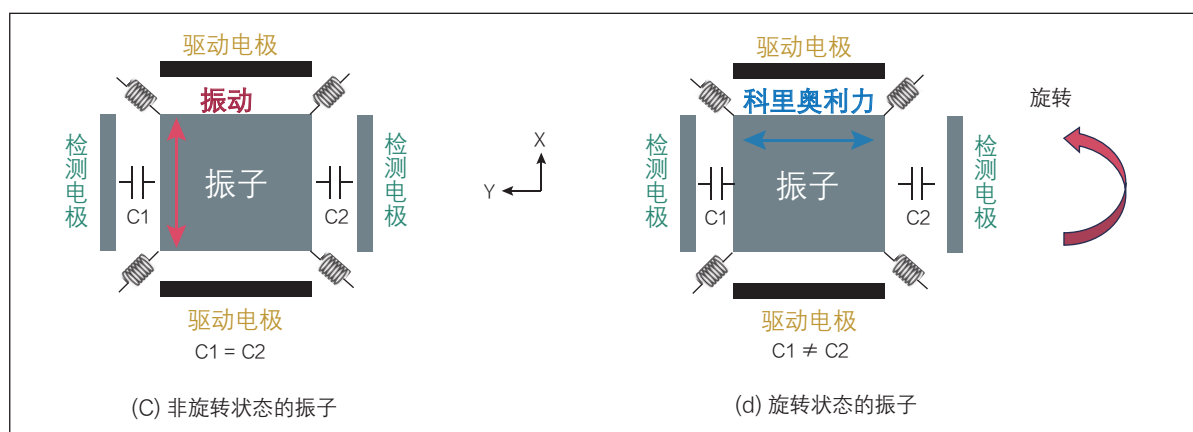 驱动电极
振动
检测电极
C1
振子
C2
检测电极
驱动电极
C1 = C2
(C) 非旋转状态的振子
X
Y
驱动电极
科里奥利力
检测电极
C1
振子
C2
检测电极
驱动电极
C1 ≠ C2
(d) 旋转状态的振子
旋转